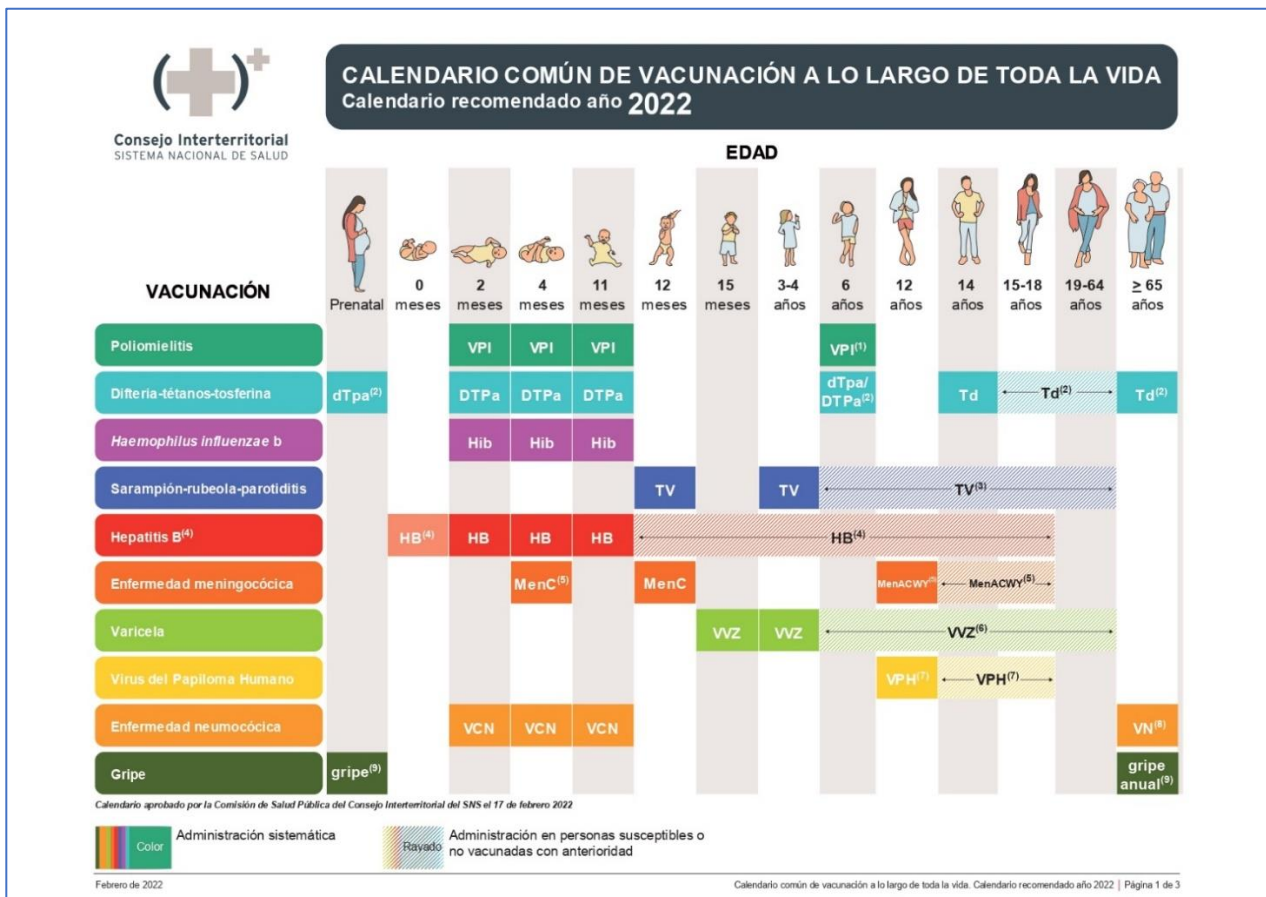 CALENDARIO COMÚN DE VACUNACIÓN A LO LARGO DE TODA LA VIDA
Calendario recomendado año 2022
( + )+
Consejo Interterritorial
SISTEMA NACIONAL DE SALUD
EDAD
VACUNACIÓN
Prenatal
0 meses
2 meses
4 meses
11 meses
12 meses
15 meses
3-4 años
6 años
12 años
14 años
15-18 años
19-64 años
≥ 65 años
Poliomielitis VPI VPI VPI VPI(1)
Difteria-tétanos-tosferina dTpa(2) DTPa DTPa DTPa dTpa/ DTPa(2) Td Td(2) Td(2)
Haemophilus influenzae b Hib Hib Hib
Sarampión-rubeola-parotiditis TV TV TV(3)
Hepatitis B(4) HB(4) HB HB HB HB(4)
Enfermedad meningocócica MenC(5) MenC MenACWY(5) MenACWY(5)
Varicela VVZ VVZ VVZ(6)
Virus del Papiloma Humano VPH(7) VPH(7)
Enfermedad neumocócica VCN VCN VCN VN(8)
Gripe gripe(9) gripe anual(9)
Calendario aprobado por la Comisión de Salud Pública del Consejo Interterritorial del SNS el 17 de febrero 2022
Color Administración sistemática
Rayado Administración en personas susceptibles o
no vacunadas con anterioridad
Febrero de 2022
Calendario común de vacunación a lo largo de toda la vida. Calendario recomendado año 2022 | Página 1 de 3